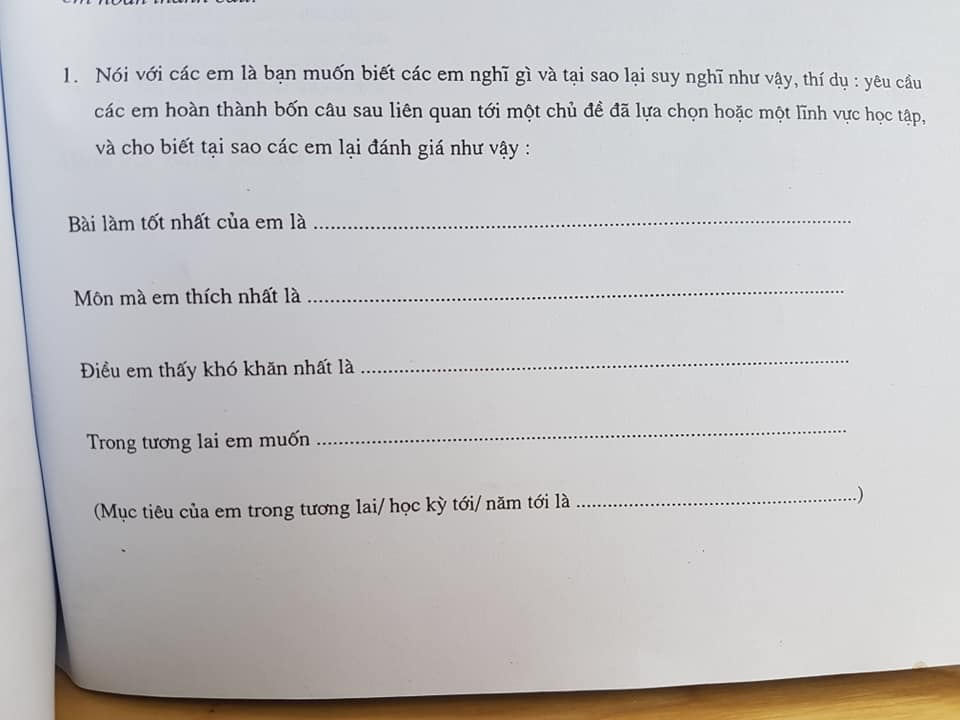 1. Nói với các em là bạn muốn biết các em nghĩ gì và tại sao lại suy nghĩ như vậy, thí dụ : yêu cầu
các em hoàn thành bốn câu sau liên quan tới một chủ đề đã lựa chọn hoặc một lĩnh vực học tập,
và cho biết tại sao các em lại đánh giá như vậy :
Bài làm tốt nhất của em là ....................
Môn mà em thích nhất là ....................
Điều em thấy khó khăn nhất là ....................
Trong tương lai em muốn ....................
(Mục tiêu của em trong tương lai/ học kỳ tới/ năm tới là ....................)